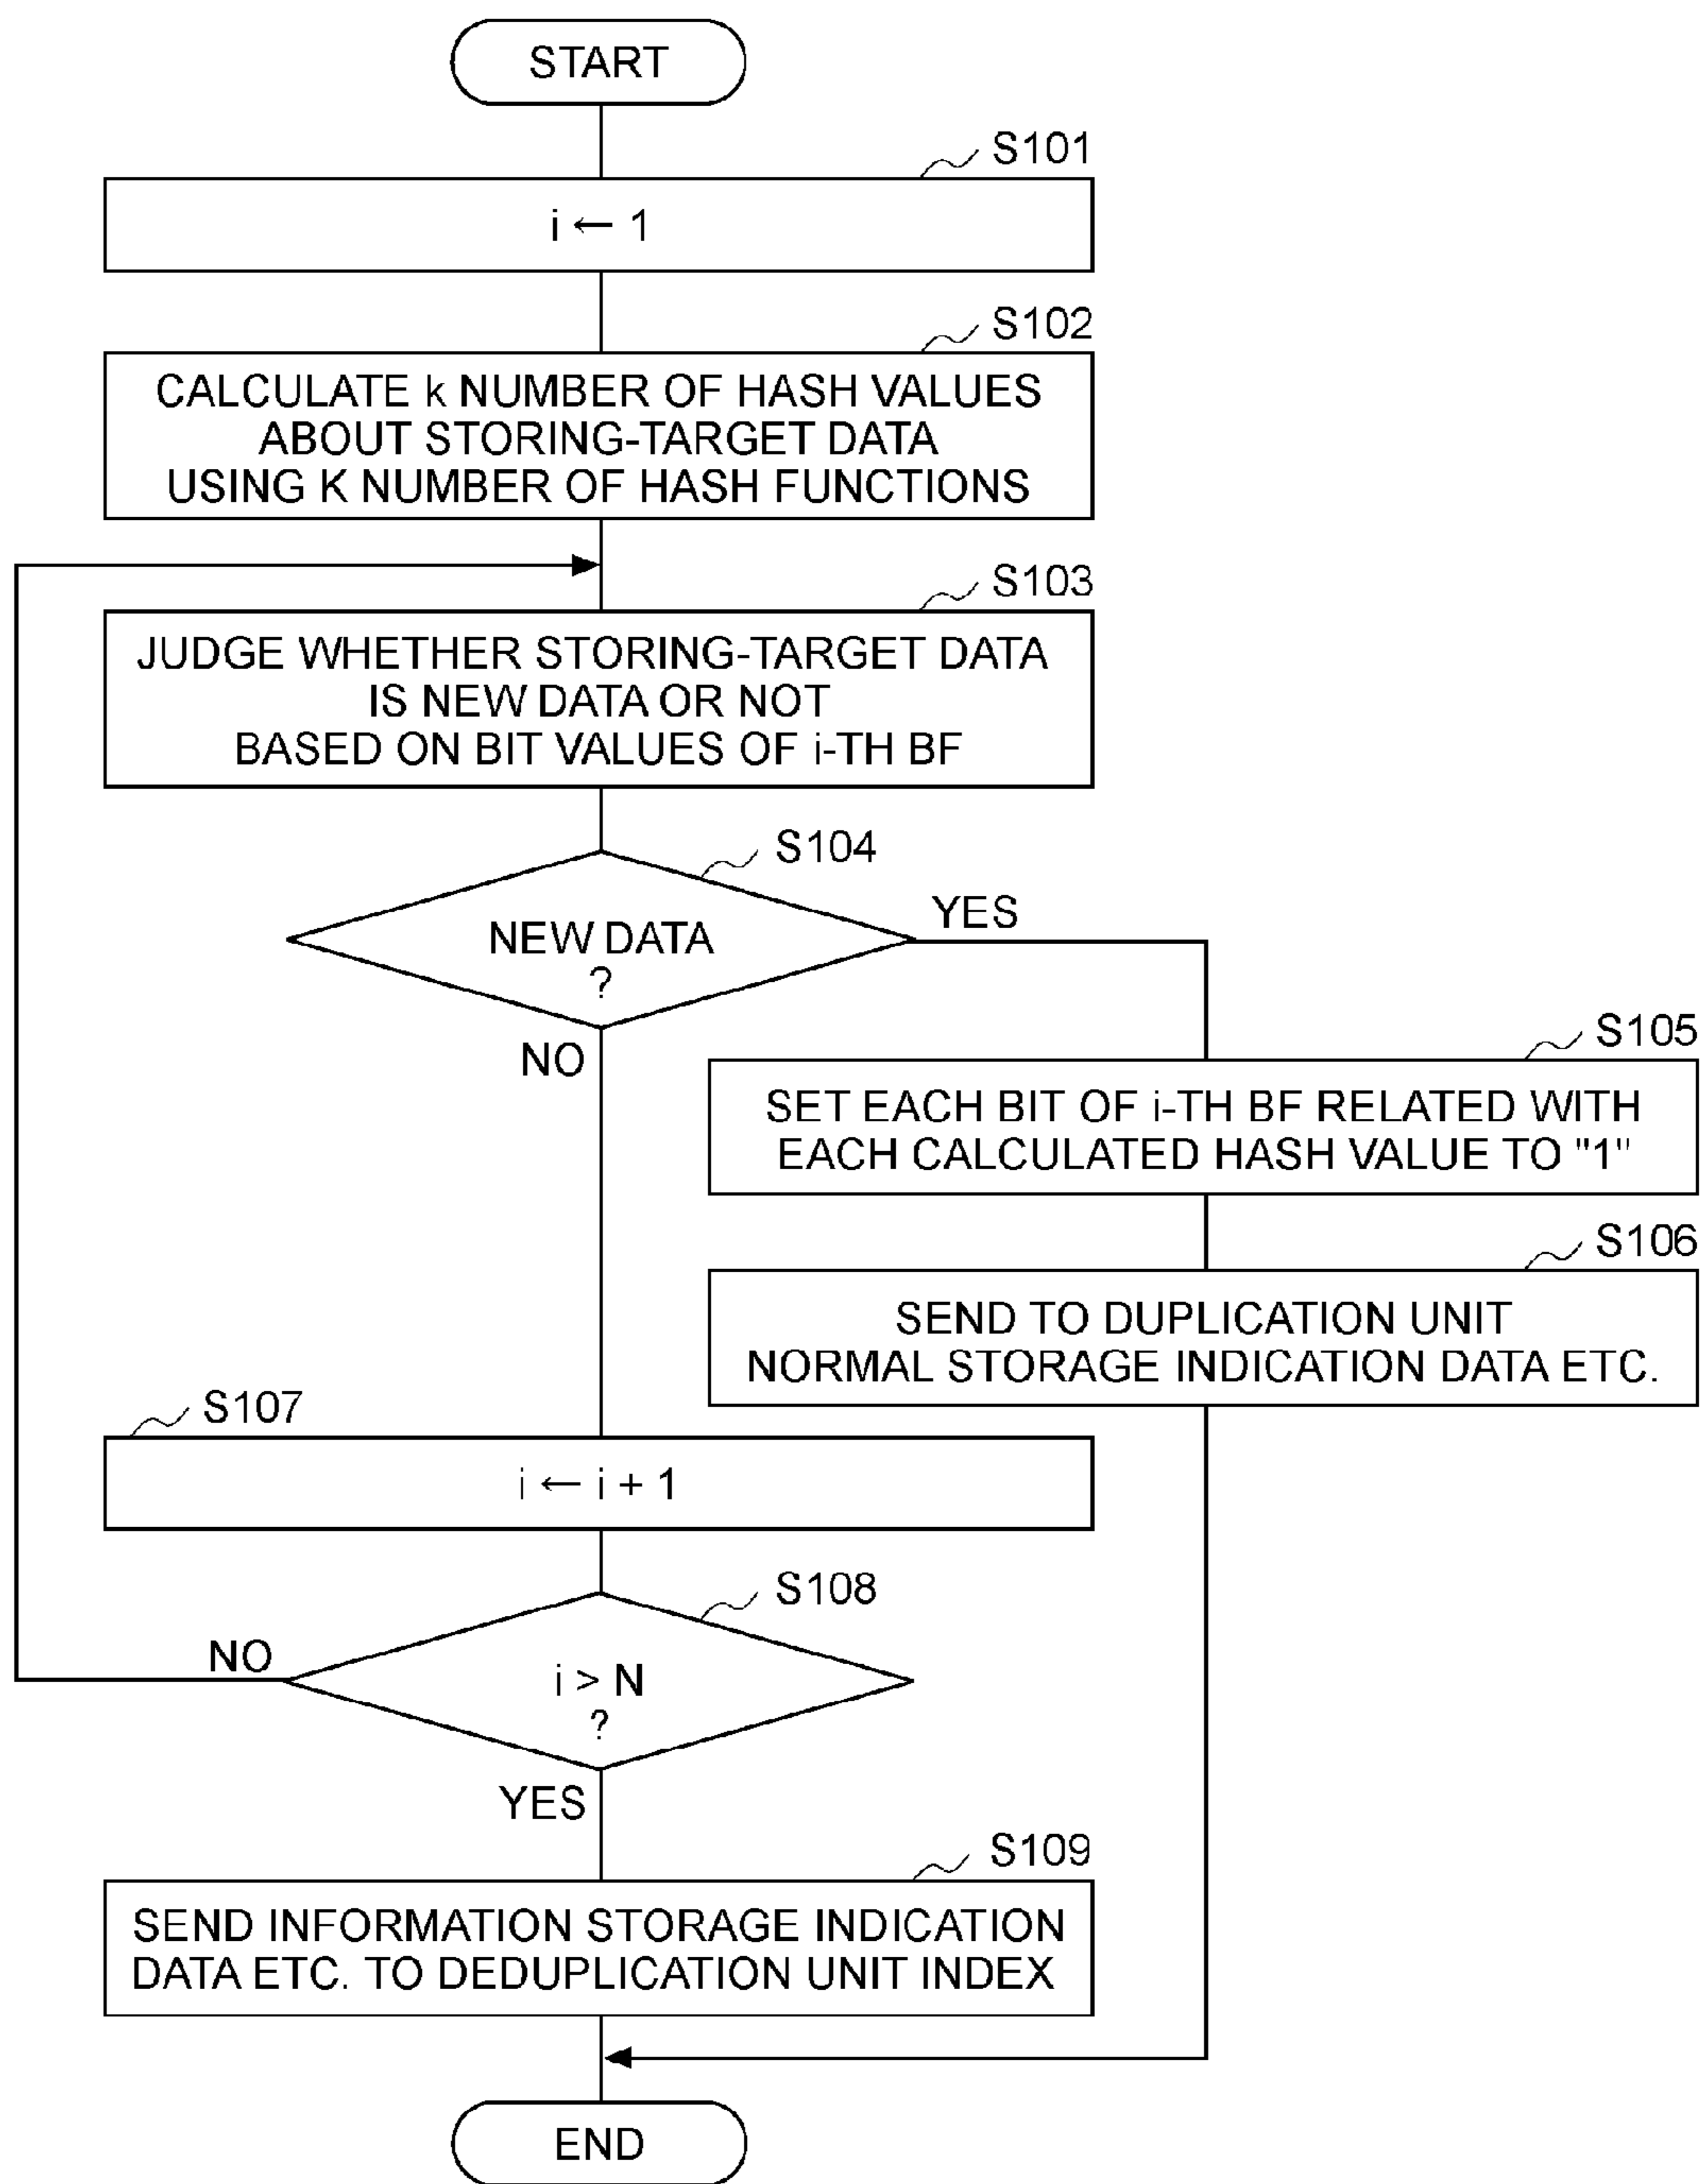 START
S101
i ← 1
S102
CALCULATE k NUMBER OF HASH VALUES
ABOUT STORING-TARGET DATA
USING K NUMBER OF HASH FUNCTIONS
S103
JUDGE WHETHER STORING-TARGET DATA
IS NEW DATA OR NOT
BASED ON BIT VALUES OF i-TH BF
S104
NEW DATA
?
YES
NO
S105
SET EACH BIT OF i-TH BF RELATED WITH
EACH CALCULATED HASH VALUE TO "1"
S106
SEND TO DUPLICATION UNIT
NORMAL STORAGE INDICATION DATA ETC.
S107
i ← i + 1
S108
i > N
?
NO
YES
S109
SEND INFORMATION STORAGE INDICATION
DATA ETC. TO DEDUPLICATION UNIT INDEX
END